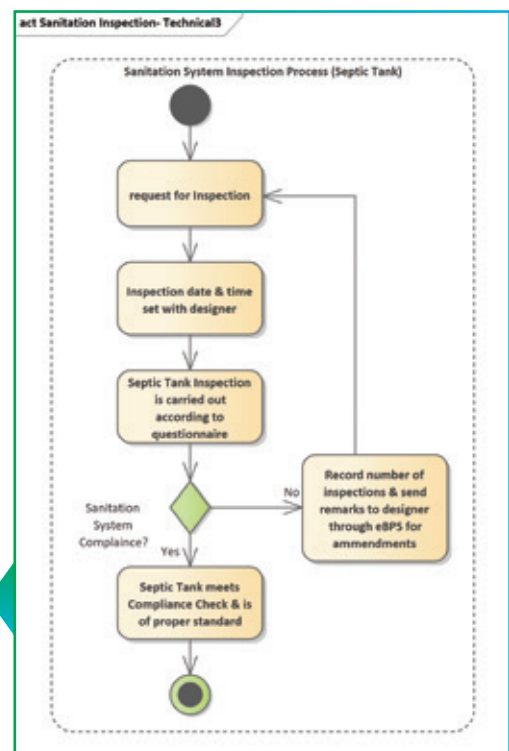 act Sanitation Inspection- Technical3
Sanitation System Inspection Process (Septic Tank)
request for Inspection
Inspection date & time
set with designer
Septic Tank Inspection
is carried out
according to
questionnaire
Sanitation
System
Complaince?
No
Record number of
inspections & send
remarks to designer
through eBPS for
ammendments
Yes
Septic Tank meets
Compliance Check & is
of proper standard